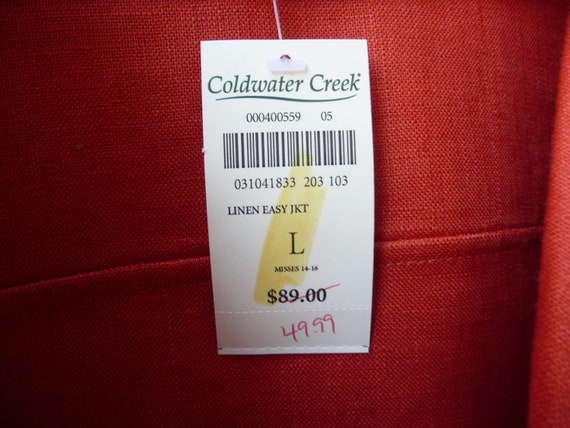 Coldwater Creek
000400559 05
031041833 203 103
LINEN EASY JKT
L
MISSES 14-16
$89.00
49.99